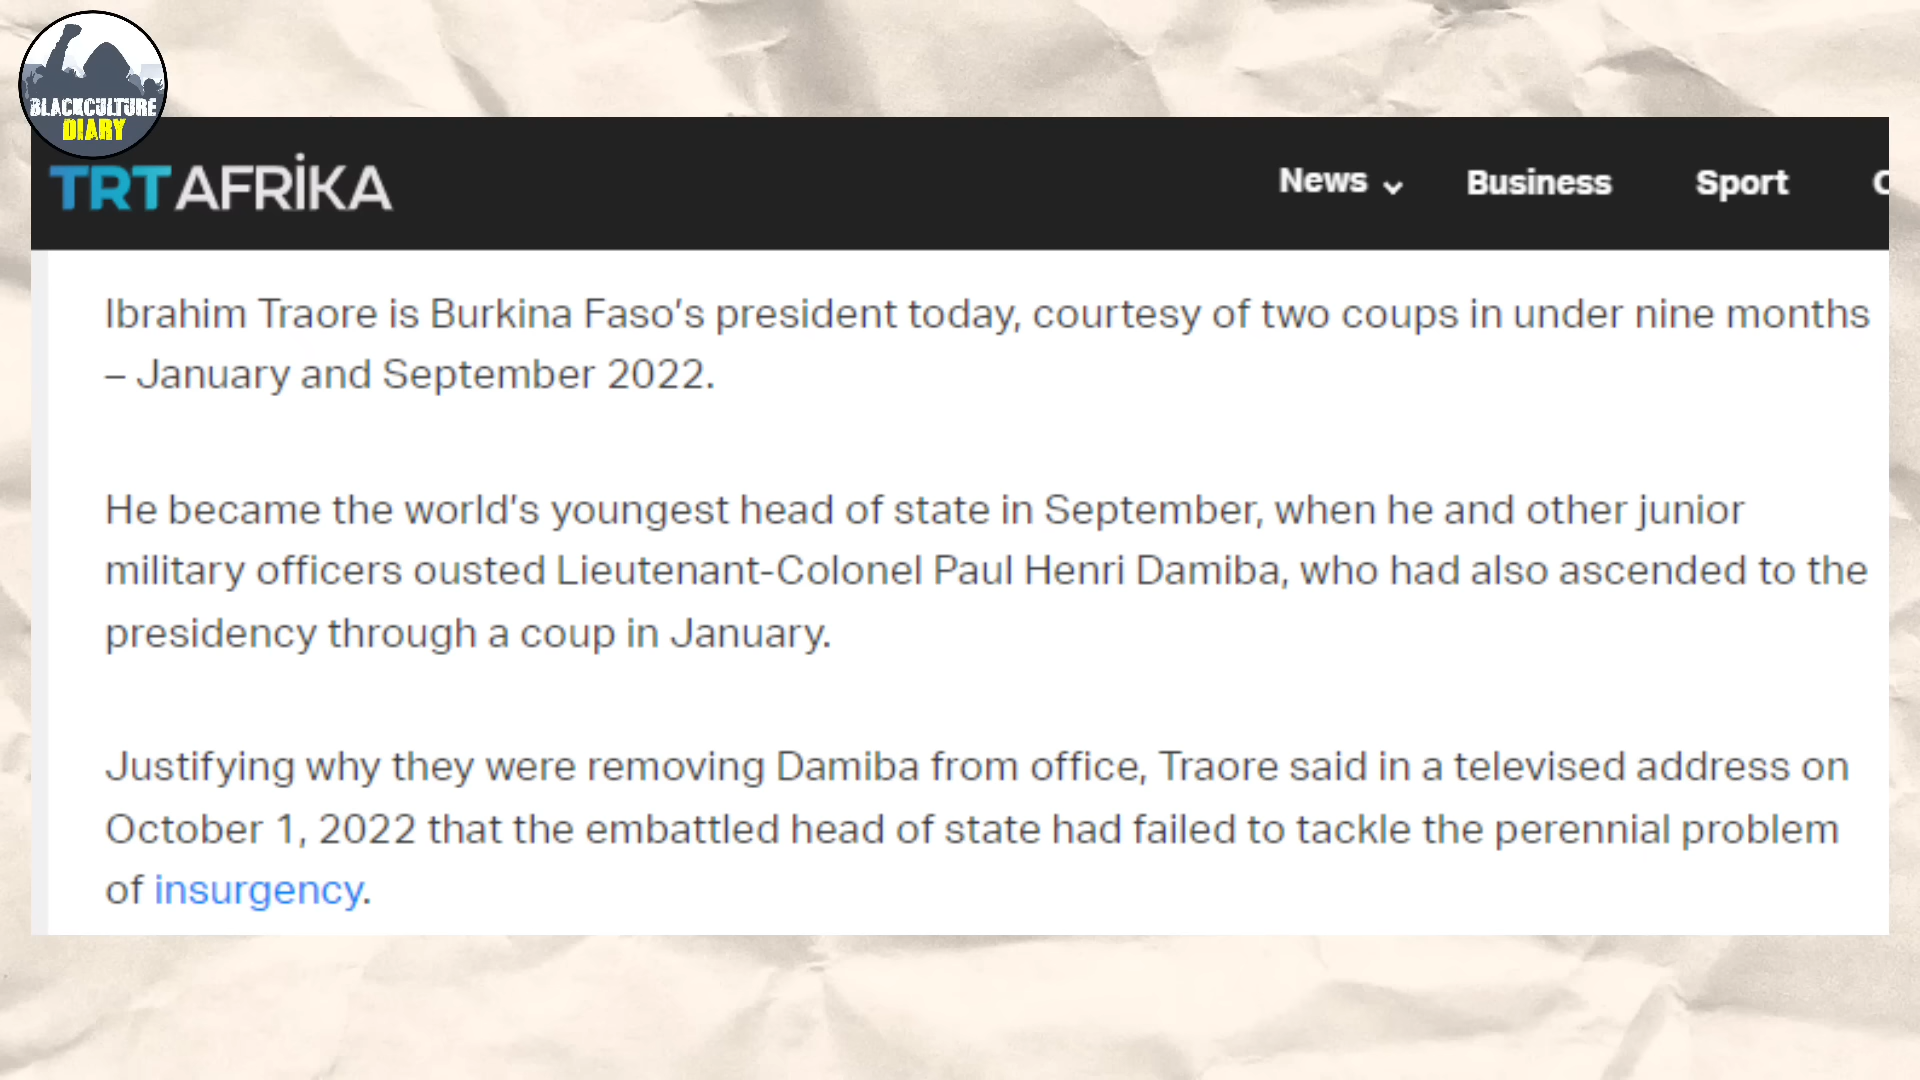 BLACKCULTURE
DIARY
TRT AFRİKA
News
Business
Sport
Ibrahim Traore is Burkina Faso's president today, courtesy of two coups in under nine months
– January and September 2022.
He became the world's youngest head of state in September, when he and other junior
military officers ousted Lieutenant-Colonel Paul Henri Damiba, who had also ascended to the
presidency through a coup in January.
Justifying why they were removing Damiba from office, Traore said in a televised address on
October 1, 2022 that the embattled head of state had failed to tackle the perennial problem
of insurgency.